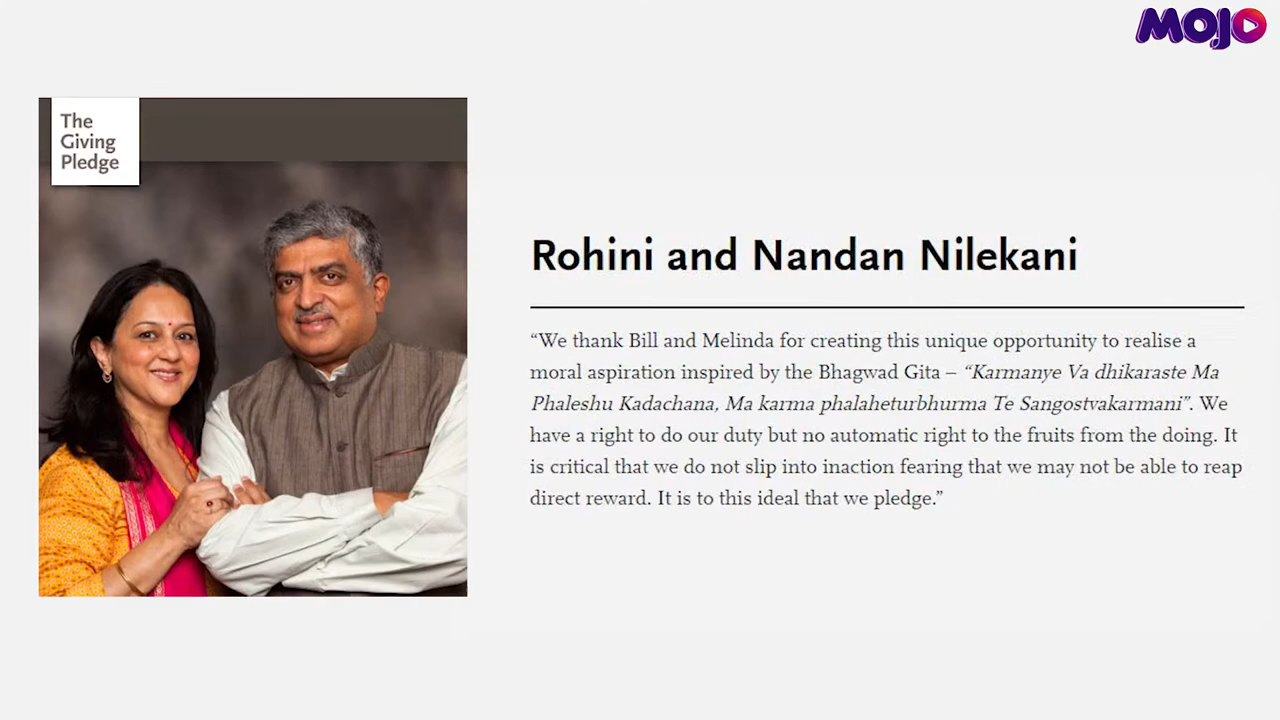 MOJO
The
Giving
Pledge
Rohini and Nandan Nilekani
“We thank Bill and Melinda for creating this unique opportunity to realise a
moral aspiration inspired by the Bhagwad Gita – “Karmanye Va dhikaraste Ma
Phaleshu Kadachana, Ma karma phalaheturbhurma Te Sangostvakarmani”. We
have a right to do our duty but no automatic right to the fruits from the doing. It
is critical that we do not slip into inaction fearing that we may not be able to reap
direct reward. It is to this ideal that we pledge.”